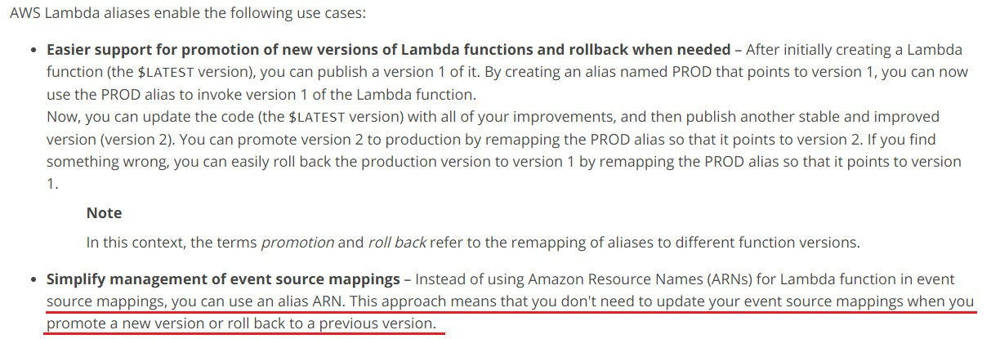 AWS Lambda aliases enable the following use cases:
• Easier support for promotion of new versions of Lambda functions and rollback when needed – After initially creating a Lambda
function (the $LATEST version), you can publish a version 1 of it. By creating an alias named PROD that points to version 1, you can now
use the PROD alias to invoke version 1 of the Lambda function.
Now, you can update the code (the $LATEST version) with all of your improvements, and then publish another stable and improved
version (version 2). You can promote version 2 to production by remapping the PROD alias so that it points to version 2. If you find
something wrong, you can easily roll back the production version to version 1 by remapping the PROD alias so that it points to version
1.
Note
In this context, the terms promotion and roll back refer to the remapping of aliases to different function versions.
• Simplify management of event source mappings – Instead of using Amazon Resource Names (ARNs) for Lambda function in event
source mappings, you can use an alias ARN. This approach means that you don't need to update your event source mappings when you
promote a new version or roll back to a previous version.